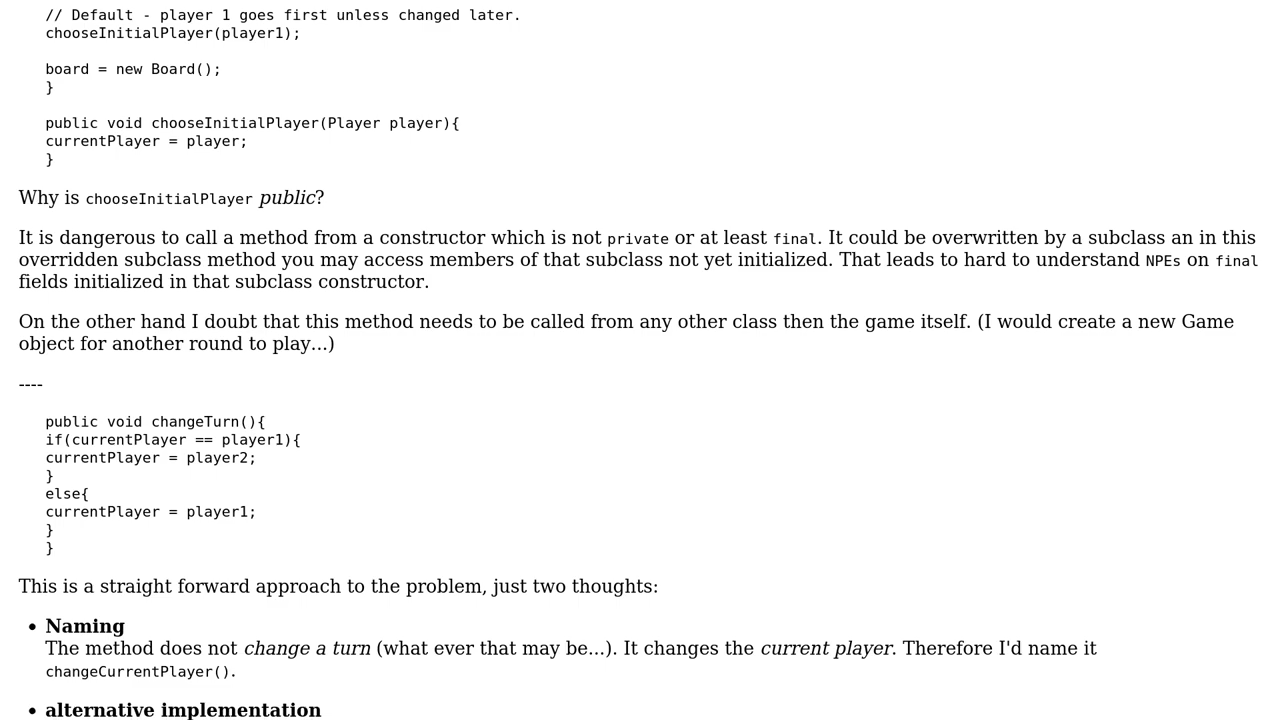 // Default - player 1 goes first unless changed later.
chooseInitialPlayer(player1);
board = new Board();
}
public void chooseInitialPlayer(Player player){
currentPlayer = player;
}
Why is chooseInitialPlayer public?
It is dangerous to call a method from a constructor which is not private or at least final. It could be overwritten by a subclass an in this
overridden subclass method you may access members of that subclass not yet initialized. That leads to hard to understand NPEs on final
fields initialized in that subclass constructor.
On the other hand I doubt that this method needs to be called from any other class then the game itself. (I would create a new Game
object for another round to play...)
----
public void changeTurn(){
if(currentPlayer == player1){
currentPlayer = player2;
}
else{
currentPlayer = player1;
}
}
This is a straight forward approach to the problem, just two thoughts:
• Naming
The method does not change a turn (what ever that may be...). It changes the current player. Therefore I'd name it
changeCurrentPlayer().
• alternative implementation